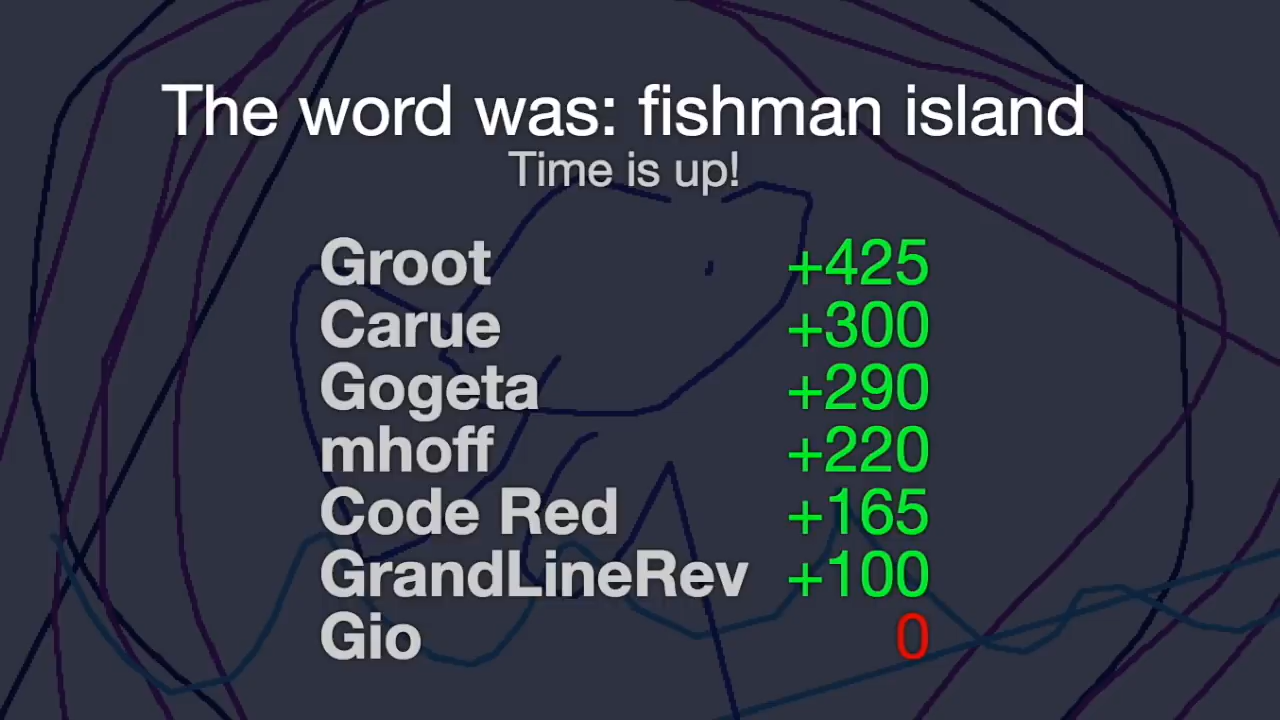 The word was: fishman island
Time is up!
Groot +425
Carue +300
Gogeta +290
mhoff +220
Code Red +165
GrandLineRev +100
Gio 0